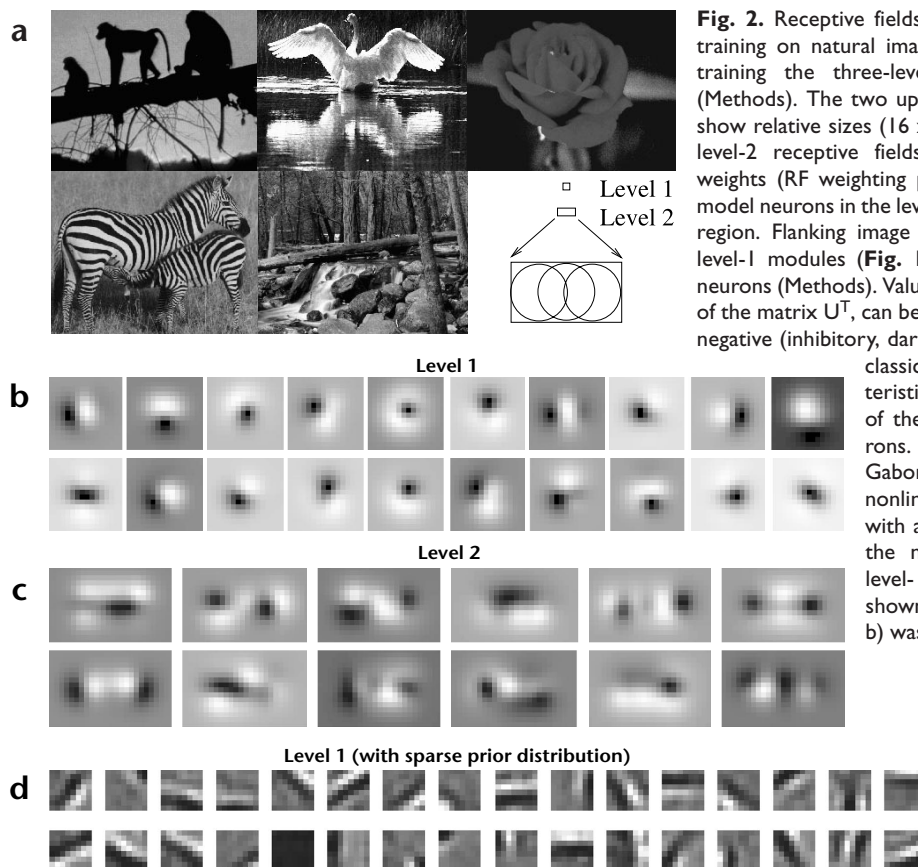 a
Fig. 2. Receptive fields
training on natural ima
training the three-lev
(Methods). The two up
show relative sizes (16
level-2 receptive fields
weights (RF weighting
model neurons in the lev
region. Flanking image
level-1 modules (Fig.
neurons (Methods). Valu
of the matrix Uᵀ, can be
negative (inhibitory, dar
classic
teristi
of the
rons.
Gabor
nonlin
with a
the
level-
shown
b) was
Level 1
Level 2
Level 1
b
Level 2
c
Level 1 (with sparse prior distribution)
d